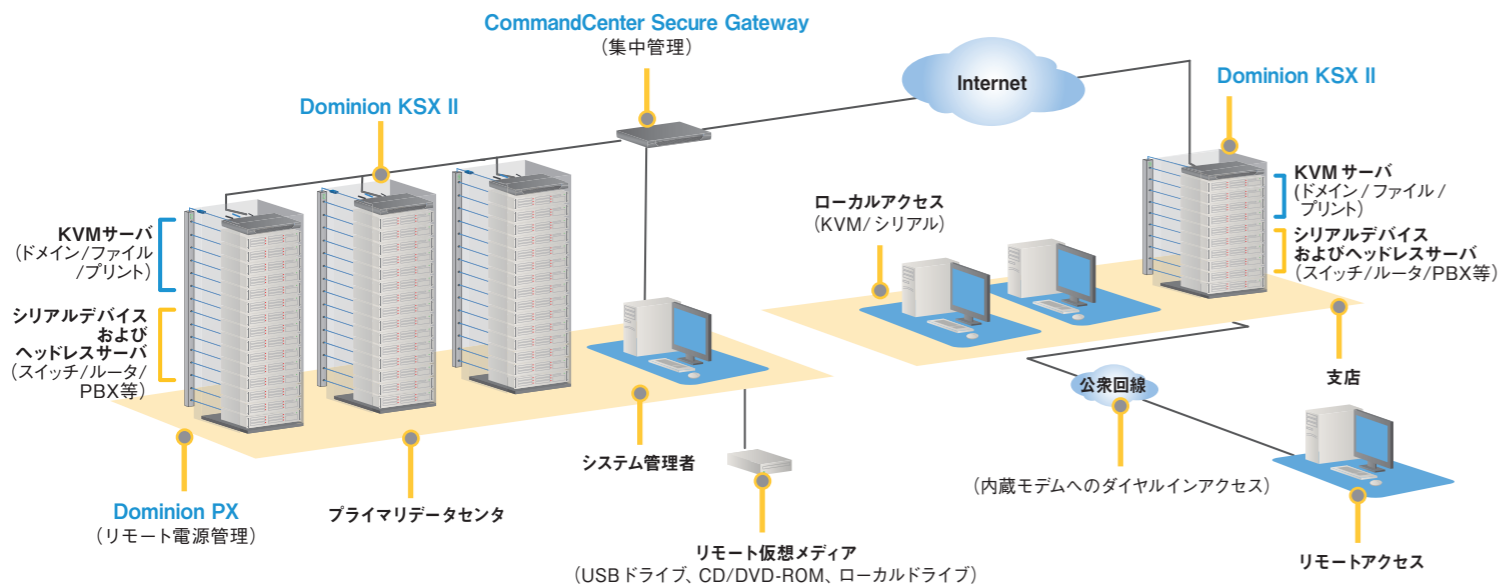 CommandCenter Secure Gateway
(集中管理)
Dominion KSX II
Internet
Dominion KSX II
KVMサーバ
(ドメイン/ファイル
/プリント)
シリアルデバイス
および
ヘッドレスサーバ
(スイッチ/ルータ/
PBX等)
ローカルアクセス
(KVM/シリアル)
KVM サーバ
(ドメイン/ファイル/
プリント)
シリアルデバイス
およびヘッドレスサーバ
(スイッチ/ルータ/PBX等)
支店
公衆回線
(内蔵モデムへのダイヤルインアクセス)
リモートアクセス
システム管理者
プライマリデータセンタ
Dominion PX
(リモート電源管理)
リモート仮想メディア
(USBドライブ、CD/DVD-ROM、ローカルドライブ)